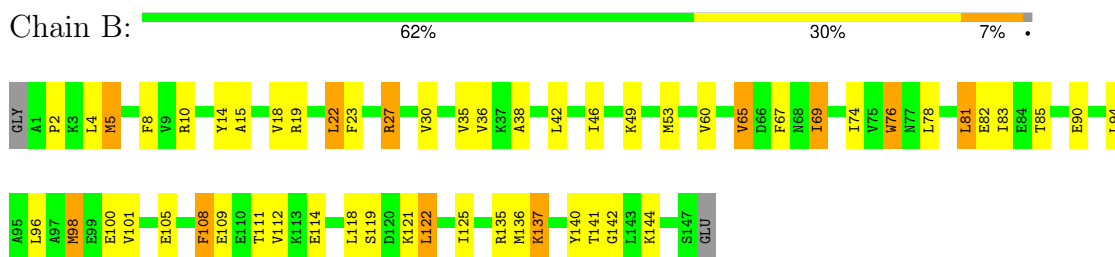 Chain B:
62% 30% 7% •
GLY A1 P2 K3 L4 M5 F8 V9 R10 Y14 A15 V18 R19 L22 F23 R27 V30 V35 V36 K37 A38 L42 I46 K49 M53 V60 V65 D66 F67 N68 I69 I74 V75 W76 N77 L78 L81 E82 I83 E84 T85 E90
A95 L96 A97 M98 E99 E100 V101 E105 F108 E109 E110 T111 V112 K113 E114 L118 S119 D120 K121 L122 I125 R135 M136 K137 Y140 T141 G142 L143 K144 S147 GLU